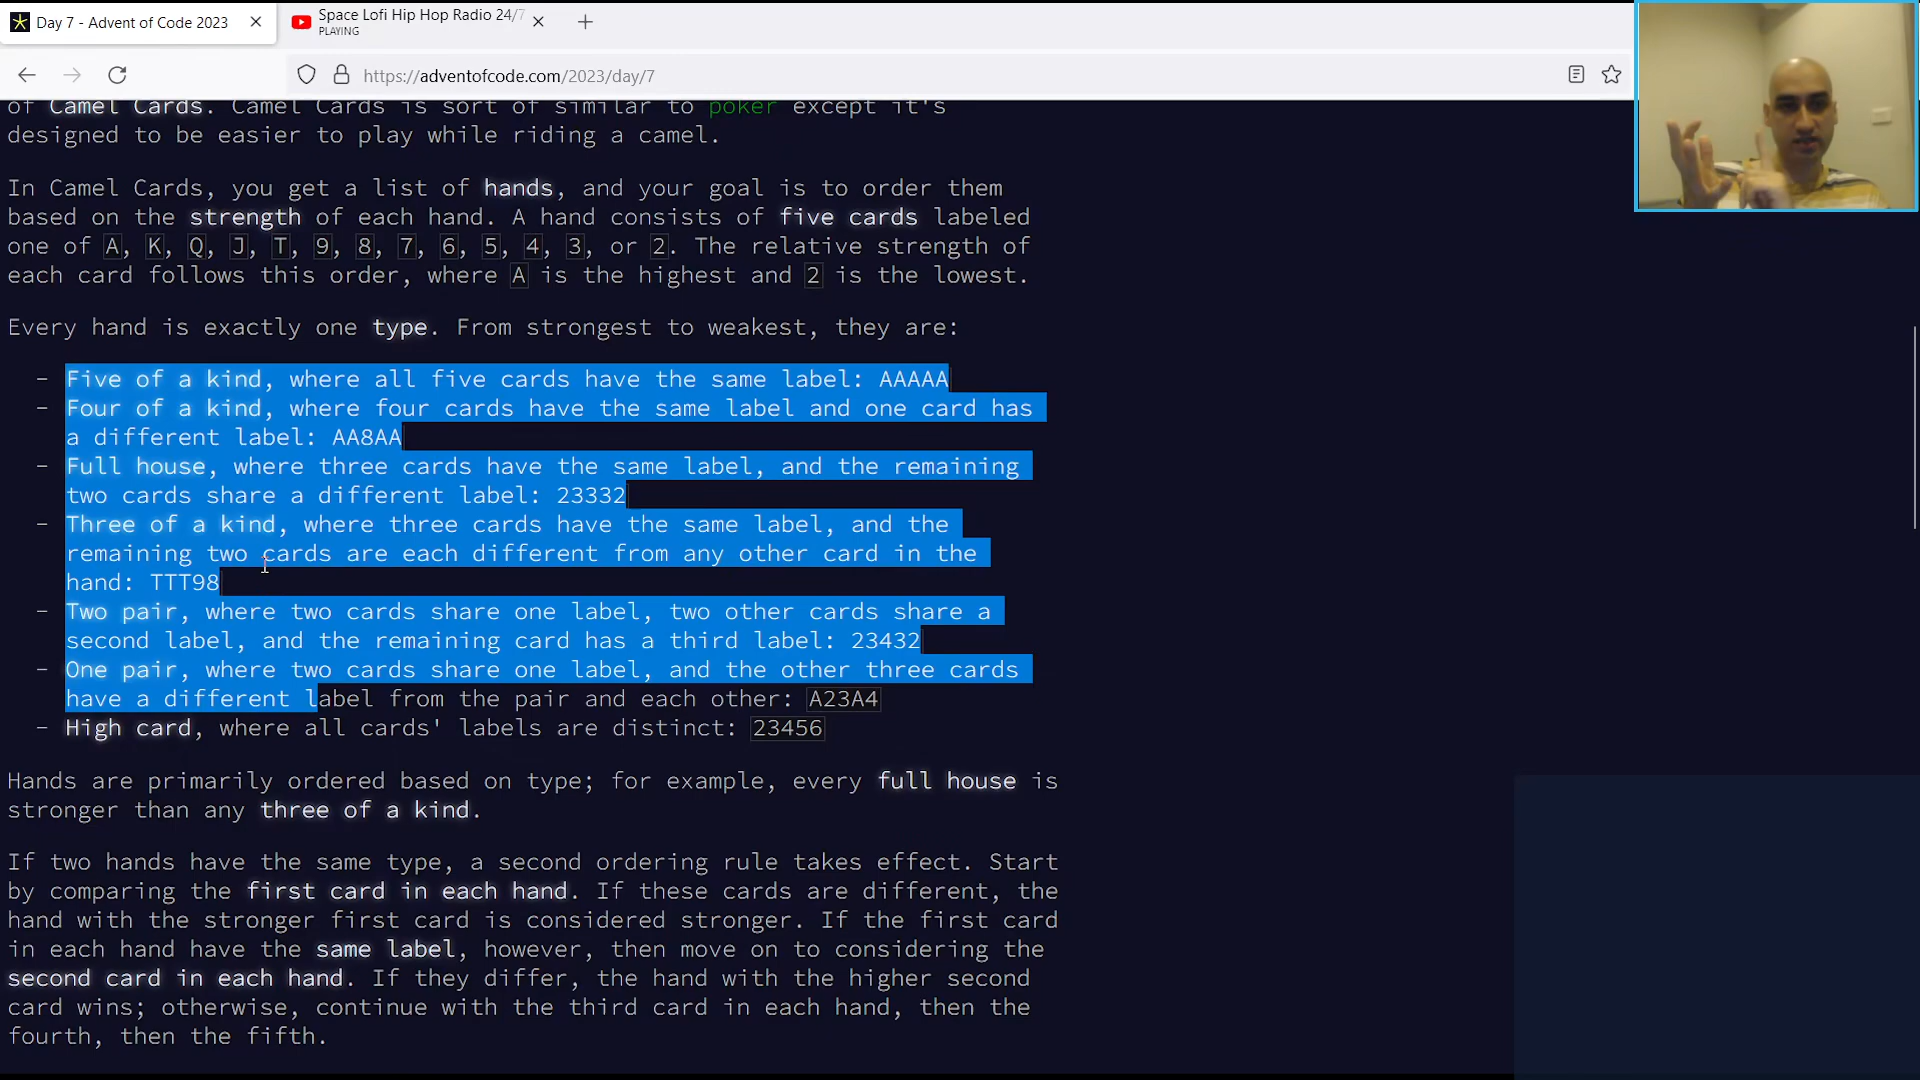 Day 7 - Advent of Code 2023
Space Lofi Hip Hop Radio 24/7
PLAYING
https://adventofcode.com/2023/day/7
of Camel Cards. Camel Cards is sort of similar to poker except it's
designed to be easier to play while riding a camel.
In Camel Cards, you get a list of hands, and your goal is to order them
based on the strength of each hand. A hand consists of five cards labeled
one of A, K, Q, J, T, 9, 8, 7, 6, 5, 4, 3, or 2. The relative strength of
each card follows this order, where A is the highest and 2 is the lowest.
Every hand is exactly one type. From strongest to weakest, they are:
- Five of a kind, where all five cards have the same label: AAAAA
- Four of a kind, where four cards have the same label and one card has
a different label: AA8AA
- Full house, where three cards have the same label, and the remaining
two cards share a different label: 23332
- Three of a kind, where three cards have the same label, and the
remaining two cards are each different from any other card in the
hand: TTT98
- Two pair, where two cards share one label, two other cards share a
second label, and the remaining card has a third label: 23432
- One pair, where two cards share one label, and the other three cards
have a different label from the pair and each other: A23A4
- High card, where all cards' labels are distinct: 23456
Hands are primarily ordered based on type; for example, every full house is
stronger than any three of a kind.
If two hands have the same type, a second ordering rule takes effect. Start
by comparing the first card in each hand. If these cards are different, the
hand with the stronger first card is considered stronger. If the first card
in each hand have the same label, however, then move on to considering the
second card in each hand. If they differ, the hand with the higher second
card wins; otherwise, continue with the third card in each hand, then the
fourth, then the fifth.